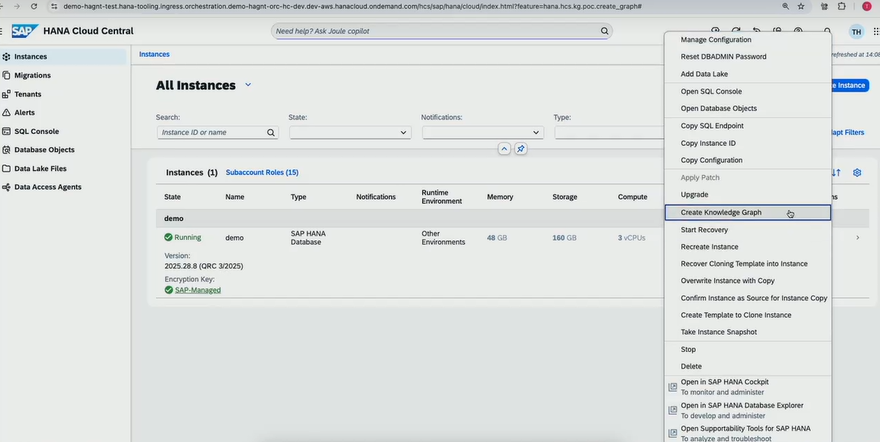 demo-hagnt-test.hana-tooling.ingress.orchestration.demo-hagnt-orc-hc-dev.dev-aws.hanacloud.ondemand.com/hcs/sap/hana/cloud/index.html?feature=hana.hcs.kg.poc.create_graph#
SAP HANA Cloud Central
Need help? Ask Joule copilot
TH
Instances
Migrations
Tenants
Alerts
SQL Console
Database Objects
Data Lake Files
Data Access Agents
Instances
refreshed at 14:08
All Instances
Instance
Search:
State:
Notifications:
Type:
Instance ID or name
Adapt Filters
Instances (1)
Subaccount Roles (15)
State
Name
Type
Notifications
Runtime
Environment
Memory
Storage
Compute
demo
Running
demo
SAP HANA
Database
Other
Environments
48 GB
160 GB
3 vCPUs
Version:
2025.28.8 (QRC 3/2025)
Encryption Key:
SAP-Managed
Manage Configuration
Reset DBADMIN Password
Add Data Lake
Open SQL Console
Open Database Objects
Copy SQL Endpoint
Copy Instance ID
Copy Configuration
Apply Patch
Upgrade
Create Knowledge Graph
Start Recovery
Recreate Instance
Recover Cloning Template into Instance
Overwrite Instance with Copy
Confirm Instance as Source for Instance Copy
Create Template to Clone Instance
Take Instance Snapshot
Stop
Delete
Open in SAP HANA Cockpit
To monitor and administer
Open in SAP HANA Database Explorer
To develop and administer
Open Supportability Tools for SAP HANA
To analyze and troubleshoot